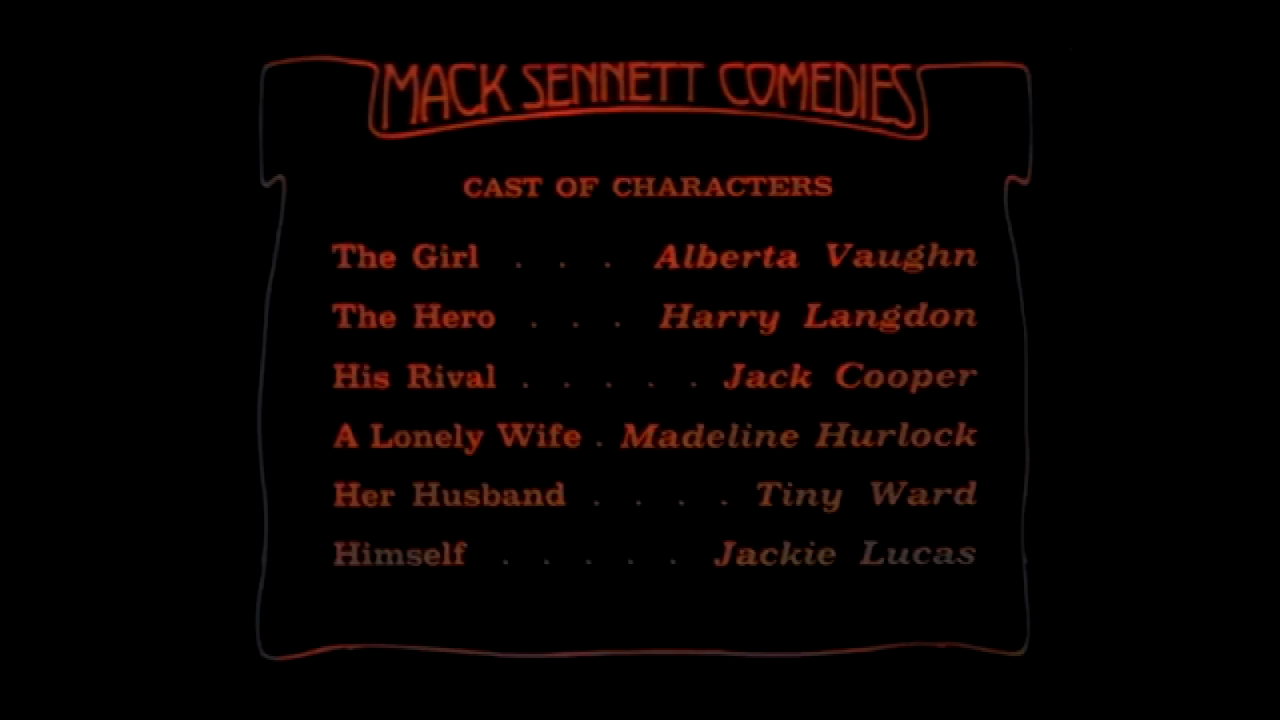 MACK SENNETT COMEDIES
CAST OF CHARACTERS
The Girl . . . Alberta Vaughn
The Hero . . . Harry Langdon
His Rival . . . . . Jack Cooper
A Lonely Wife . Madeline Hurlock
Her Husband . . . . Tiny Ward
Himself . . . . . Jackie Lucas